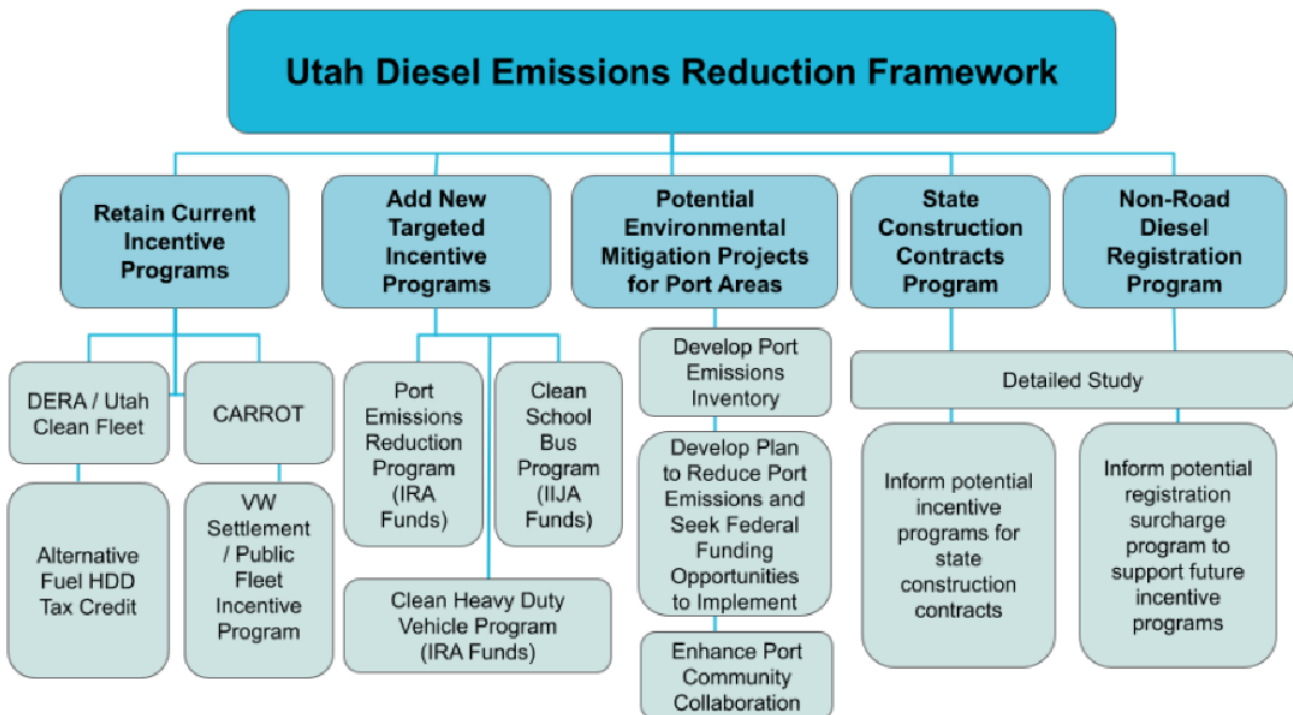 Utah Diesel Emissions Reduction Framework
Retain Current
Incentive
Programs
Add New
Targeted
Incentive
Programs
Potential
Environmental
Mitigation Projects
for Port Areas
State
Construction
Contracts
Program
Non-Road
Diesel
Registration
Program
DERA / Utah
Clean Fleet
CARROT
Alternative
Fuel HDD
Tax Credit
VW
Settlement
/ Public
Fleet
Incentive
Program
Port
Emissions
Reduction
Program
(IRA
Funds)
Clean
School
Bus
Program
(IIJA
Funds)
Clean Heavy Duty
Vehicle Program
(IRA Funds)
Develop Port
Emissions
Inventory
Develop Plan
to Reduce Port
Emissions and
Seek Federal
Funding
Opportunities
to Implement
Enhance Port
Community
Collaboration
Detailed Study
Inform potential
incentive
programs for
state
construction
contracts
Inform potential
registration
surcharge
program to
support future
incentive
programs